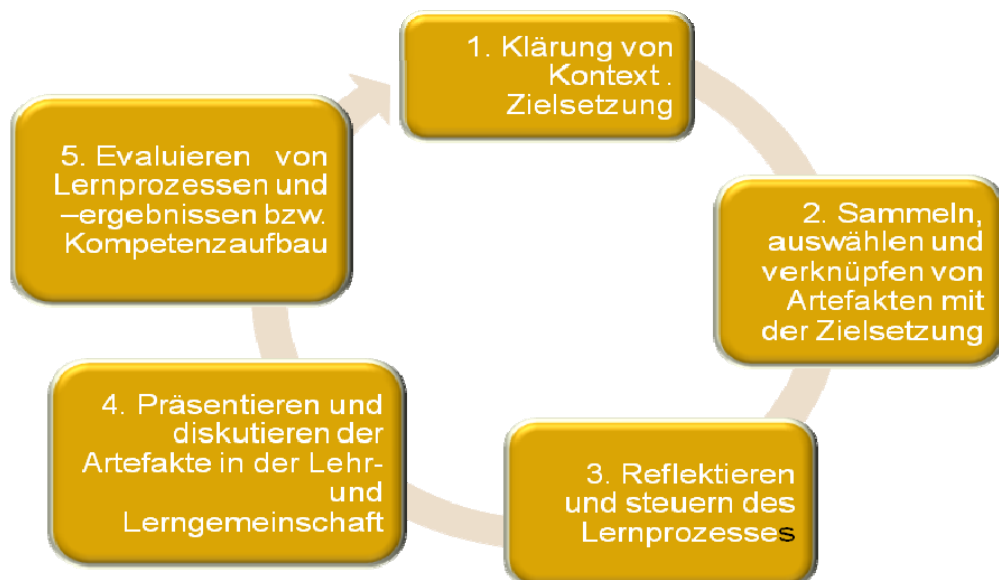 1. Klärung von
Kontext .
Zielsetzung
2. Sammeln,
auswählen und
verknüpfen von
Artefakten mit
der Zielsetzung
3. Reflektieren
und steuern des
Lernprozesses
4. Präsentieren und
diskutieren der
Artefakte in der Lehr-
und
Lerngemeinschaft
5. Evaluieren von
Lernprozessen und
–ergebnissen bzw.
Kompetenzaufbau